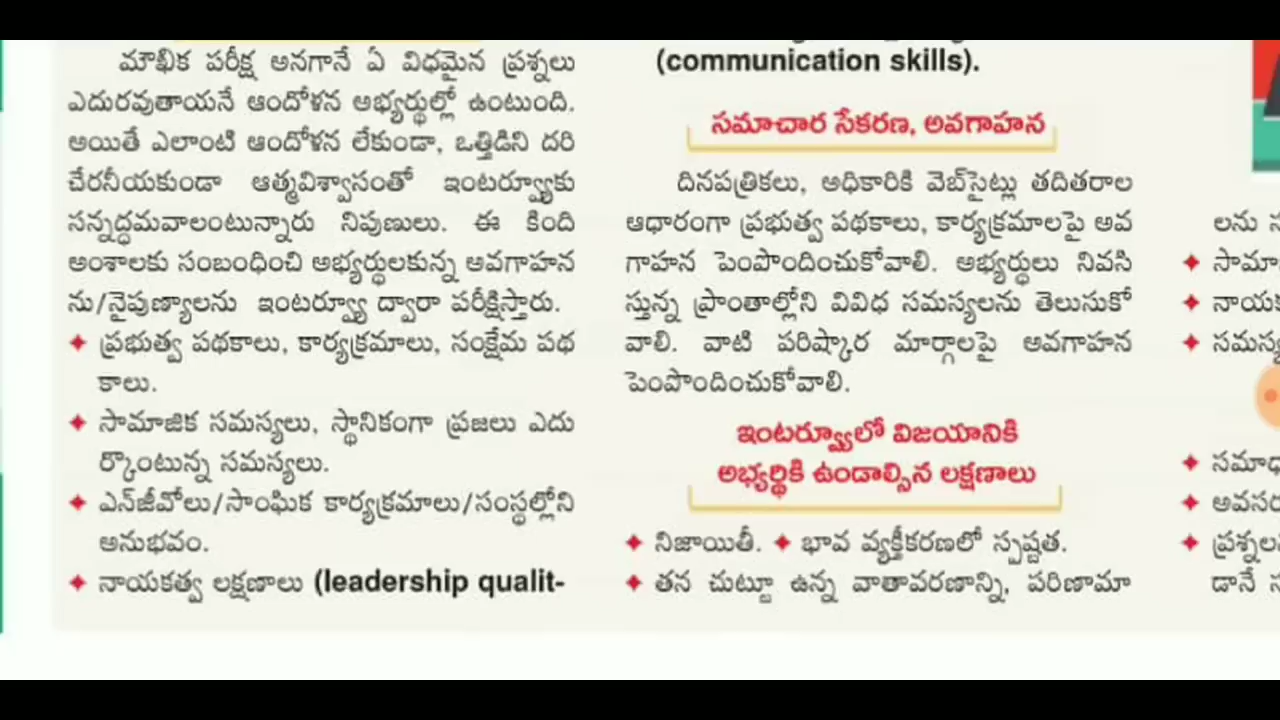 మౌఖిక పరీక్ష అనగానే ఏ విధమైన ప్రశ్నలు
ఎదురవుతాయనే ఆందోళన అభ్యర్థుల్లో ఉంటుంది.
అయితే ఎలాంటి ఆందోళన లేకుండా, ఒత్తిడిని దరి
చేరనీయకుండా ఆత్మవిశ్వాసంతో ఇంటర్వ్యూకు
సన్నద్ధమవాలంటున్నారు నిపుణులు. ఈ కింది
అంశాలకు సంబంధించి అభ్యర్థులకున్న అవగాహన
ను/నైపుణ్యాలను ఇంటర్వ్యూ ద్వారా పరీక్షిస్తారు.
✦ ప్రభుత్వ పథకాలు, కార్యక్రమాలు, సంక్షేమ పథ
కాలు.
✦ సామాజిక సమస్యలు, స్థానికంగా ప్రజలు ఎదు
ర్కొంటున్న సమస్యలు.
✦ ఎన్‌జీవోలు/సాంఘిక కార్యక్రమాలు/సంస్థల్లోని
అనుభవం.
✦ నాయకత్వ లక్షణాలు (leadership qualit-
(communication skills).
సమాచార సేకరణ, అవగాహన
దినపత్రికలు, అధికారికి వెబ్‌సైట్లు తదితరాల
ఆధారంగా ప్రభుత్వ పథకాలు, కార్యక్రమాలపై అవ
గాహన పెంపొందించుకోవాలి. అభ్యర్థులు నివసి
స్తున్న ప్రాంతాల్లోని వివిధ సమస్యలను తెలుసుకో
వాలి. వాటి పరిష్కార మార్గాలపై అవగాహన
పెంపొందించుకోవాలి.
ఇంటర్వ్యూలో విజయానికి
అభ్యర్థికి ఉండాల్సిన లక్షణాలు
✦ నిజాయితీ. ✦ భావ వ్యక్తీకరణలో స్పష్టత.
✦ తన చుట్టూ ఉన్న వాతావరణాన్ని, పరిణామా
లను